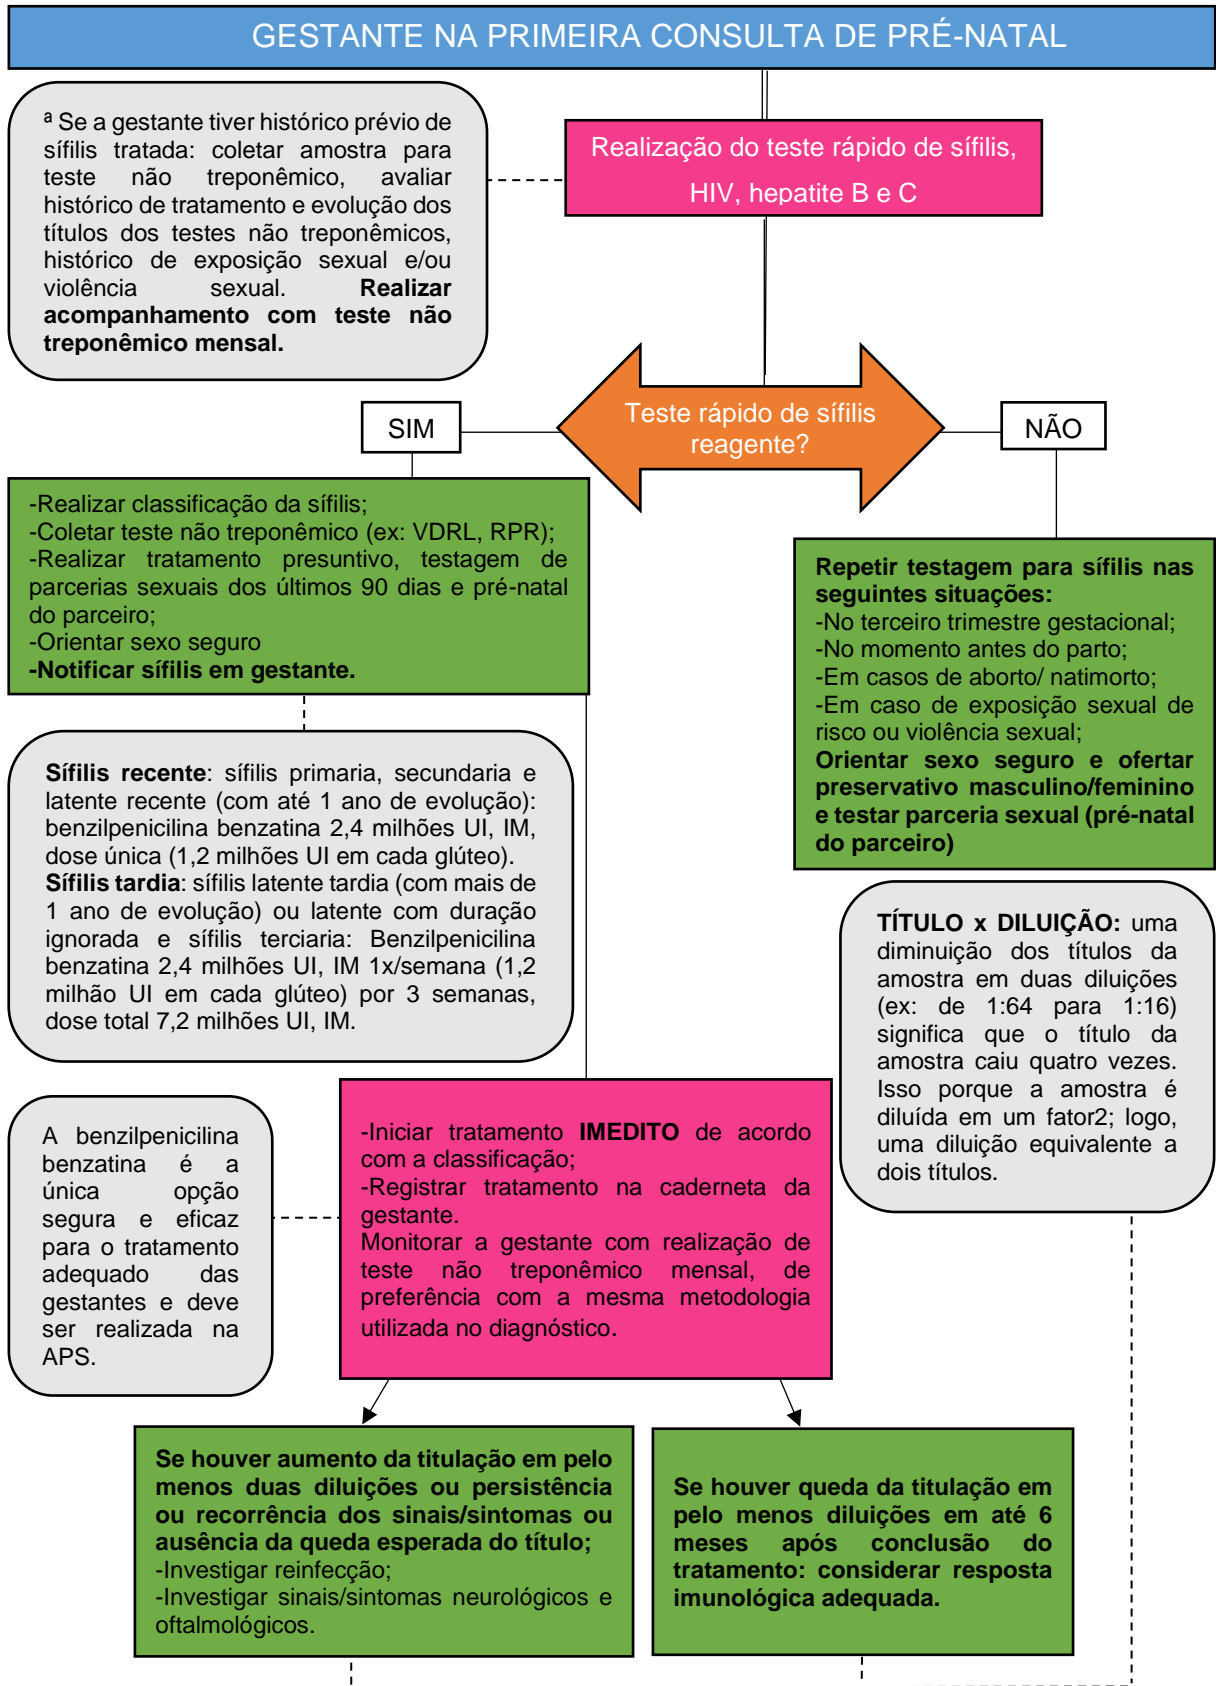 GESTANTE NA PRIMEIRA CONSULTA DE PRÉ-NATAL
ª Se a gestante tiver histórico prévio de
sífilis tratada: coletar amostra para
teste não treponêmico, avaliar
histórico de tratamento e evolução dos
títulos dos testes não treponêmicos,
histórico de exposição sexual e/ou
violência sexual. Realizar
acompanhamento com teste não
treponêmico mensal.
Realização do teste rápido de sífilis,
HIV, hepatite B e C
Teste rápido de sífilis
reagente?
SIM
NÃO
-Realizar classificação da sífilis;
-Coletar teste não treponêmico (ex: VDRL, RPR);
-Realizar tratamento presuntivo, testagem de
parcerias sexuais dos últimos 90 dias e pré-natal
do parceiro;
-Orientar sexo seguro
-Notificar sífilis em gestante.
Repetir testagem para sífilis nas
seguintes situações:
-No terceiro trimestre gestacional;
-No momento antes do parto;
-Em casos de aborto/ natimorto;
-Em caso de exposição sexual de
risco ou violência sexual;
Orientar sexo seguro e ofertar
preservativo masculino/feminino
e testar parceria sexual (pré-natal
do parceiro)
Sífilis recente: sífilis primaria, secundaria e
latente recente (com até 1 ano de evolução):
benzilpenicilina benzatina 2,4 milhões UI, IM,
dose única (1,2 milhões UI em cada glúteo).
Sífilis tardia: sífilis latente tardia (com mais de
1 ano de evolução) ou latente com duração
ignorada e sífilis terciaria: Benzilpenicilina
benzatina 2,4 milhões UI, IM 1x/semana (1,2
milhão UI em cada glúteo) por 3 semanas,
dose total 7,2 milhões UI, IM.
TÍTULO x DILUIÇÃO: uma
diminuição dos títulos da
amostra em duas diluições
(ex: de 1:64 para 1:16)
significa que o título da
amostra caiu quatro vezes.
Isso porque a amostra é
diluída em um fator2; logo,
uma diluição equivalente a
dois títulos.
A benzilpenicilina
benzatina é a
única opção
segura e eficaz
para o tratamento
adequado das
gestantes e deve
ser realizada na
APS.
-Iniciar tratamento IMEDITO de acordo
com a classificação;
-Registrar tratamento na caderneta da
gestante.
Monitorar a gestante com realização de
teste não treponêmico mensal, de
preferência com a mesma metodologia
utilizada no diagnóstico.
Se houver aumento da titulação em pelo
menos duas diluições ou persistência
ou recorrência dos sinais/sintomas ou
ausência da queda esperada do título;
-Investigar reinfecção;
-Investigar sinais/sintomas neurológicos e
oftalmológicos.
Se houver queda da titulação em
pelo menos diluições em até 6
meses após conclusão do
tratamento: considerar resposta
imunológica adequada.